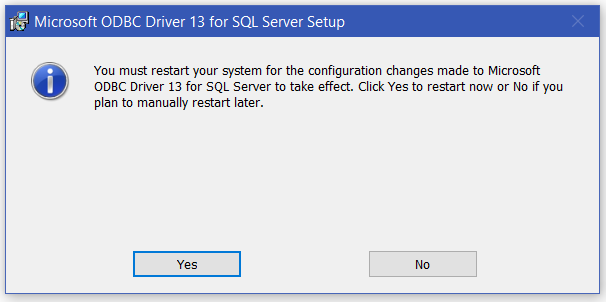 Microsoft ODBC Driver 13 for SQL Server Setup
You must restart your system for the configuration changes made to Microsoft
ODBC Driver 13 for SQL Server to take effect. Click Yes to restart now or No if you
plan to manually restart later.
Yes
No